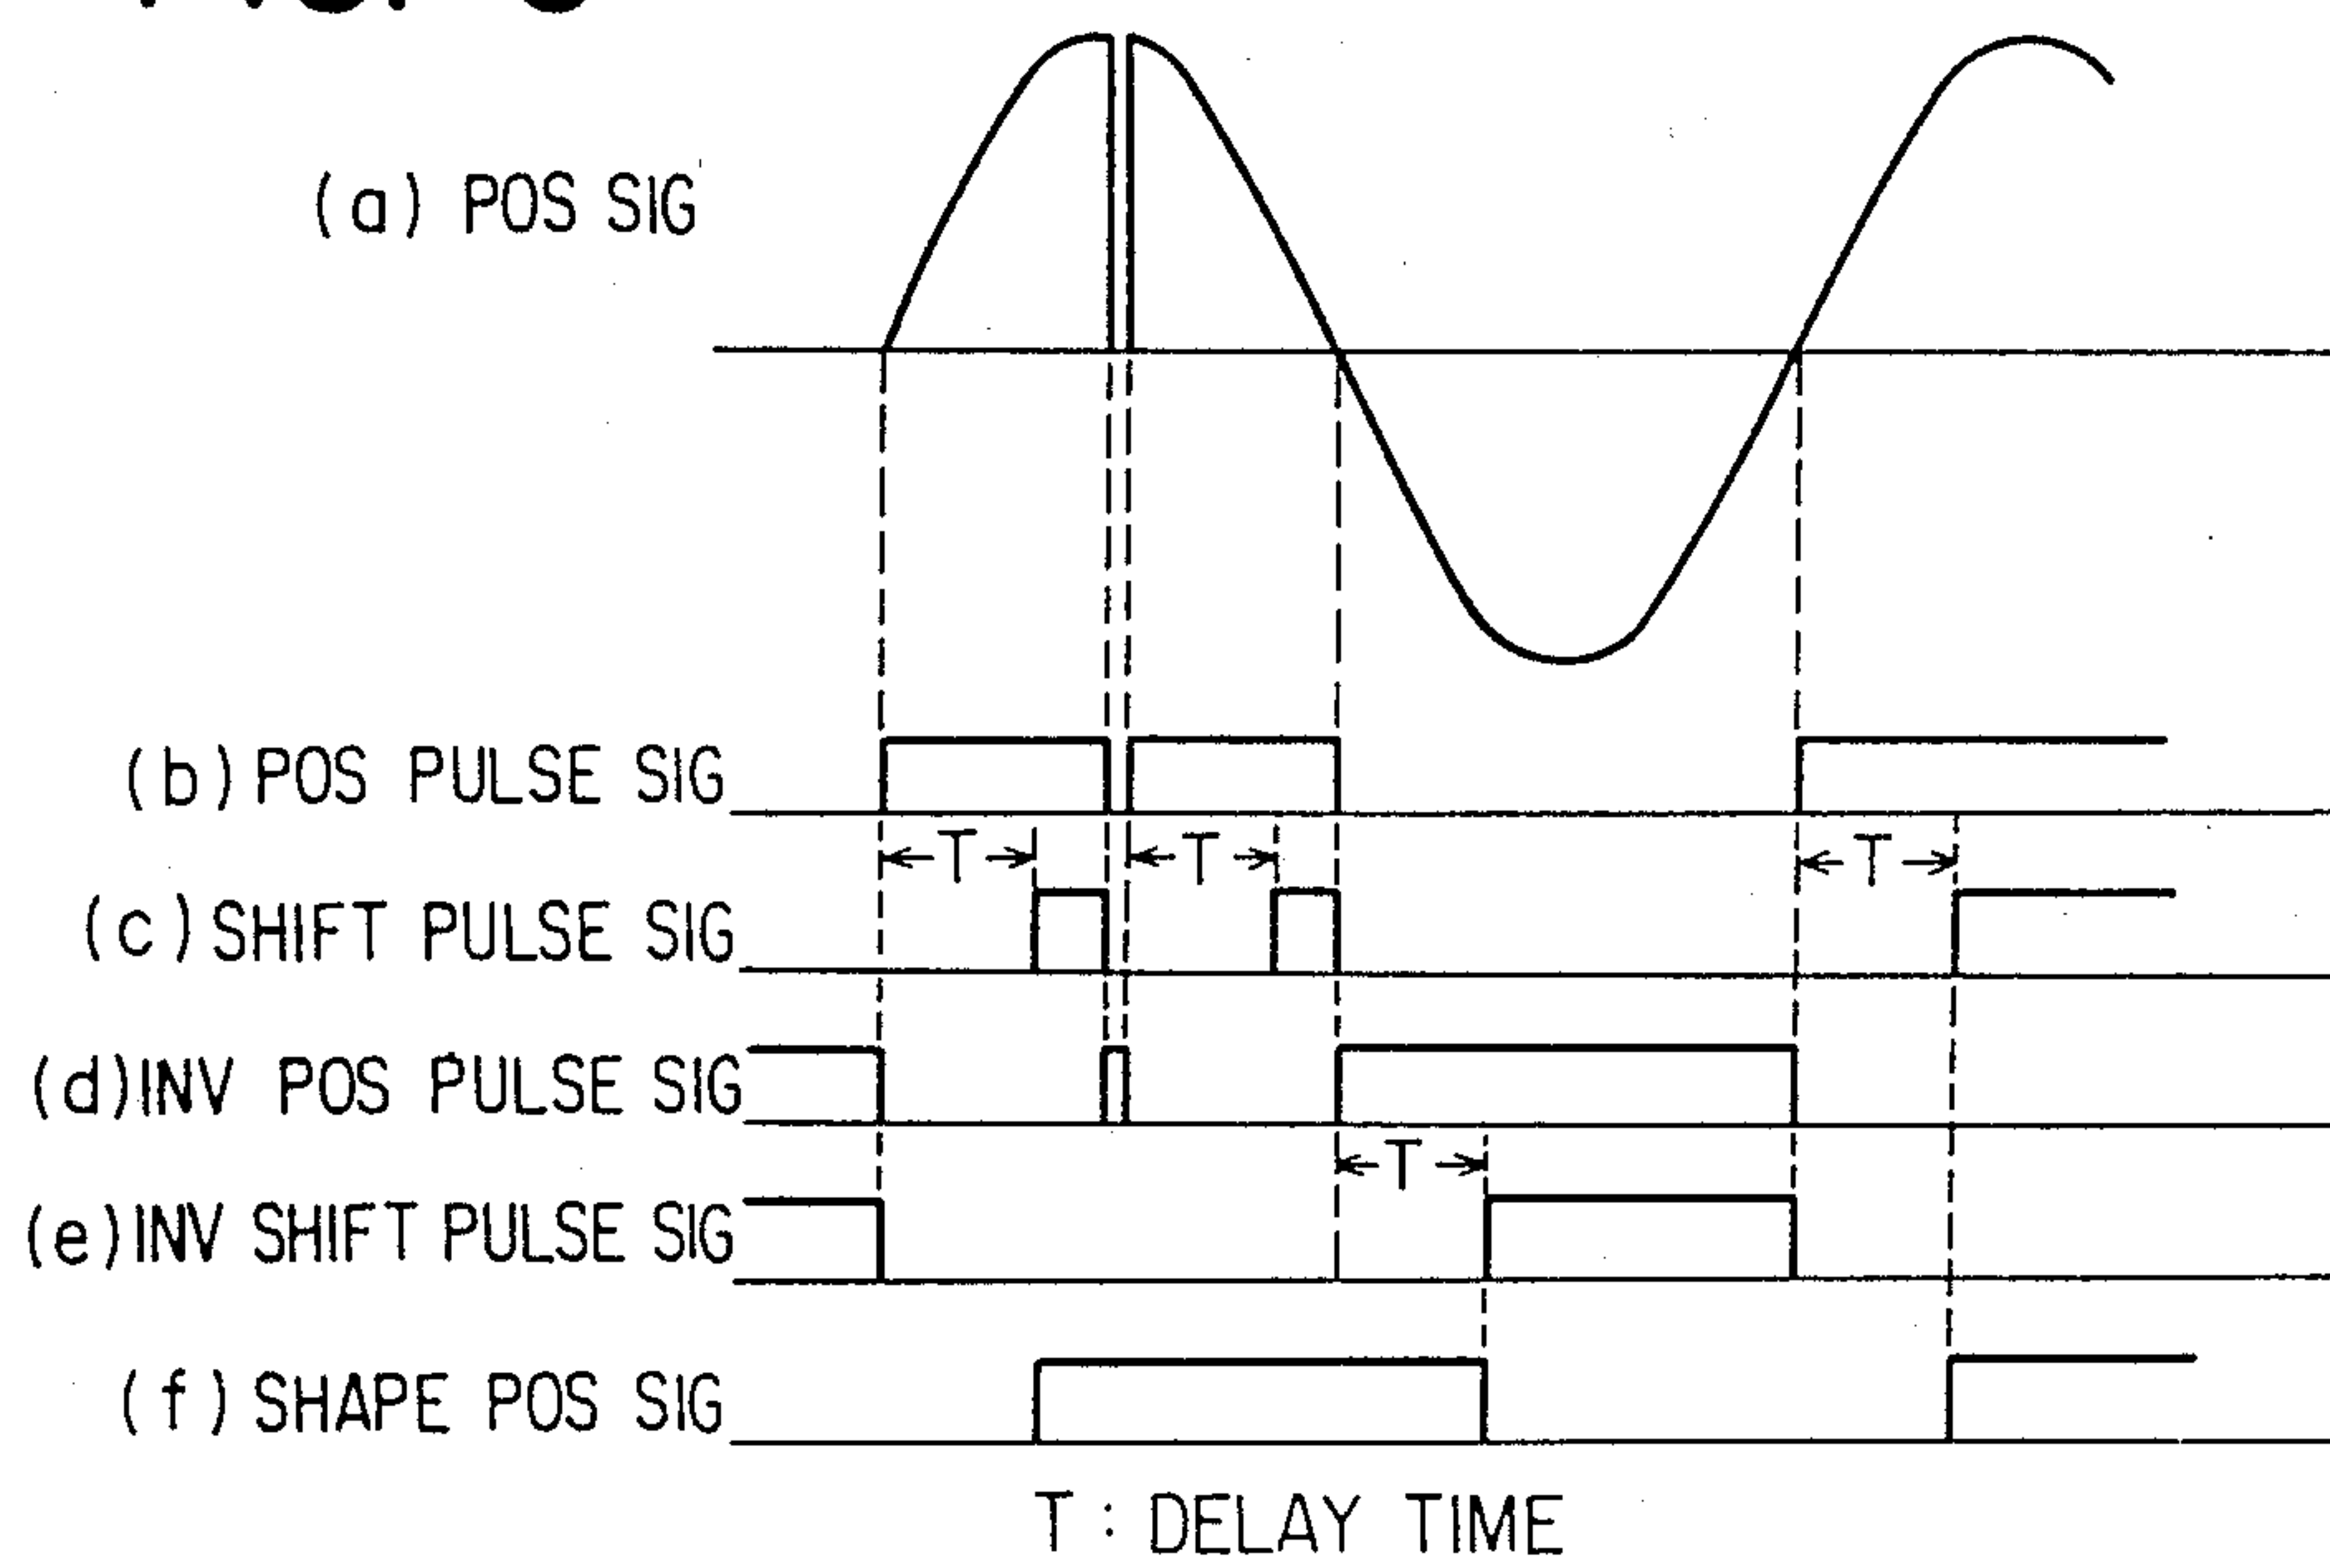 (a) POS SIG
(b) POS PULSE SIG
T T T
(c) SHIFT PULSE SIG
(d) INV POS PULSE SIG
T
(e) INV SHIFT PULSE SIG
(f) SHAPE POS SIG
T : DELAY TIME